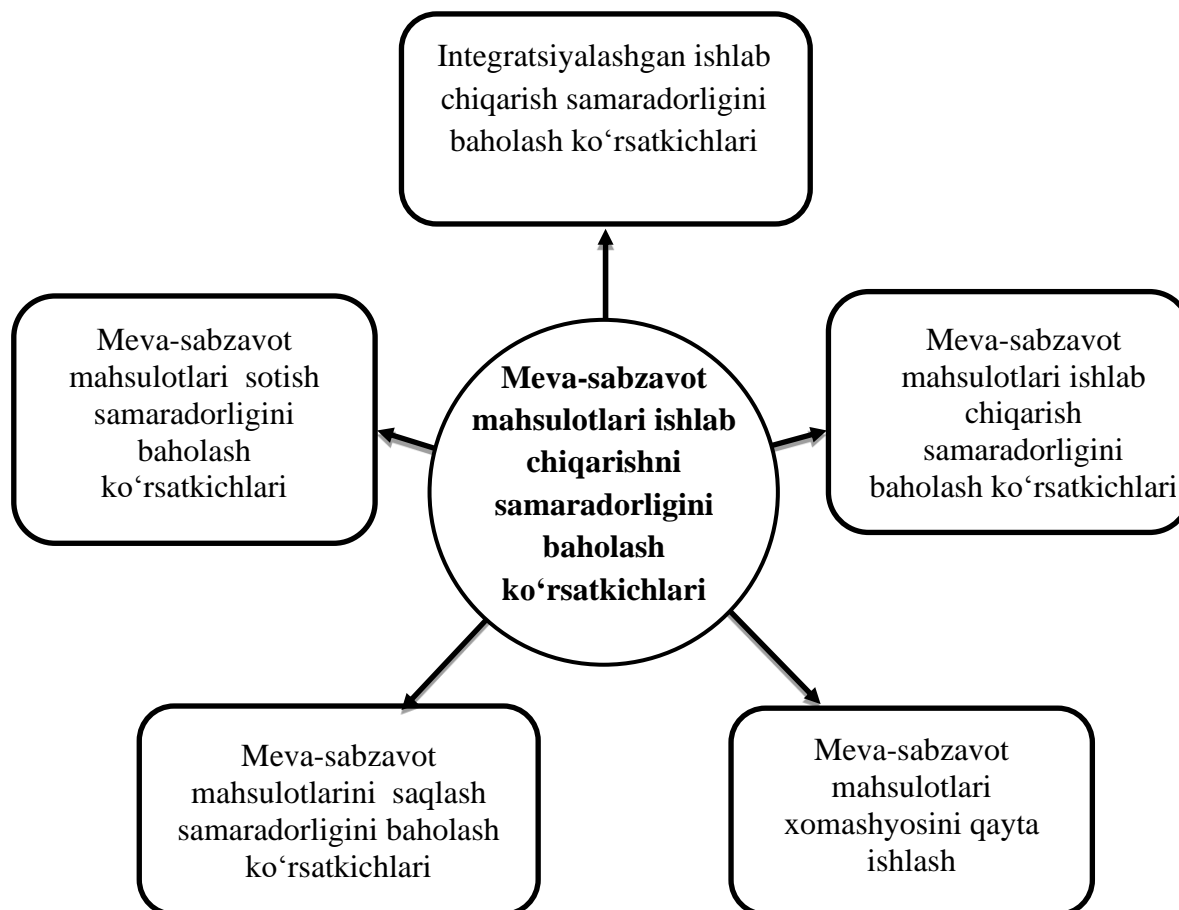 Integratsiyalashgan ishlab
chiqarish samaradorligini
baholash ko‘rsatkichlari
Meva-sabzavot
mahsulotlari sotish
samaradorligini
baholash
ko‘rsatkichlari
Meva-sabzavot
mahsulotlari ishlab
chiqarishni
samaradorligini
baholash
ko‘rsatkichlari
Meva-sabzavot
mahsulotlari ishlab
chiqarish
samaradorligini
baholash ko‘rsatkichlari
Meva-sabzavot
mahsulotlarini saqlash
samaradorligini baholash
ko‘rsatkichlari
Meva-sabzavot
mahsulotlari
xomashyosini qayta
ishlash